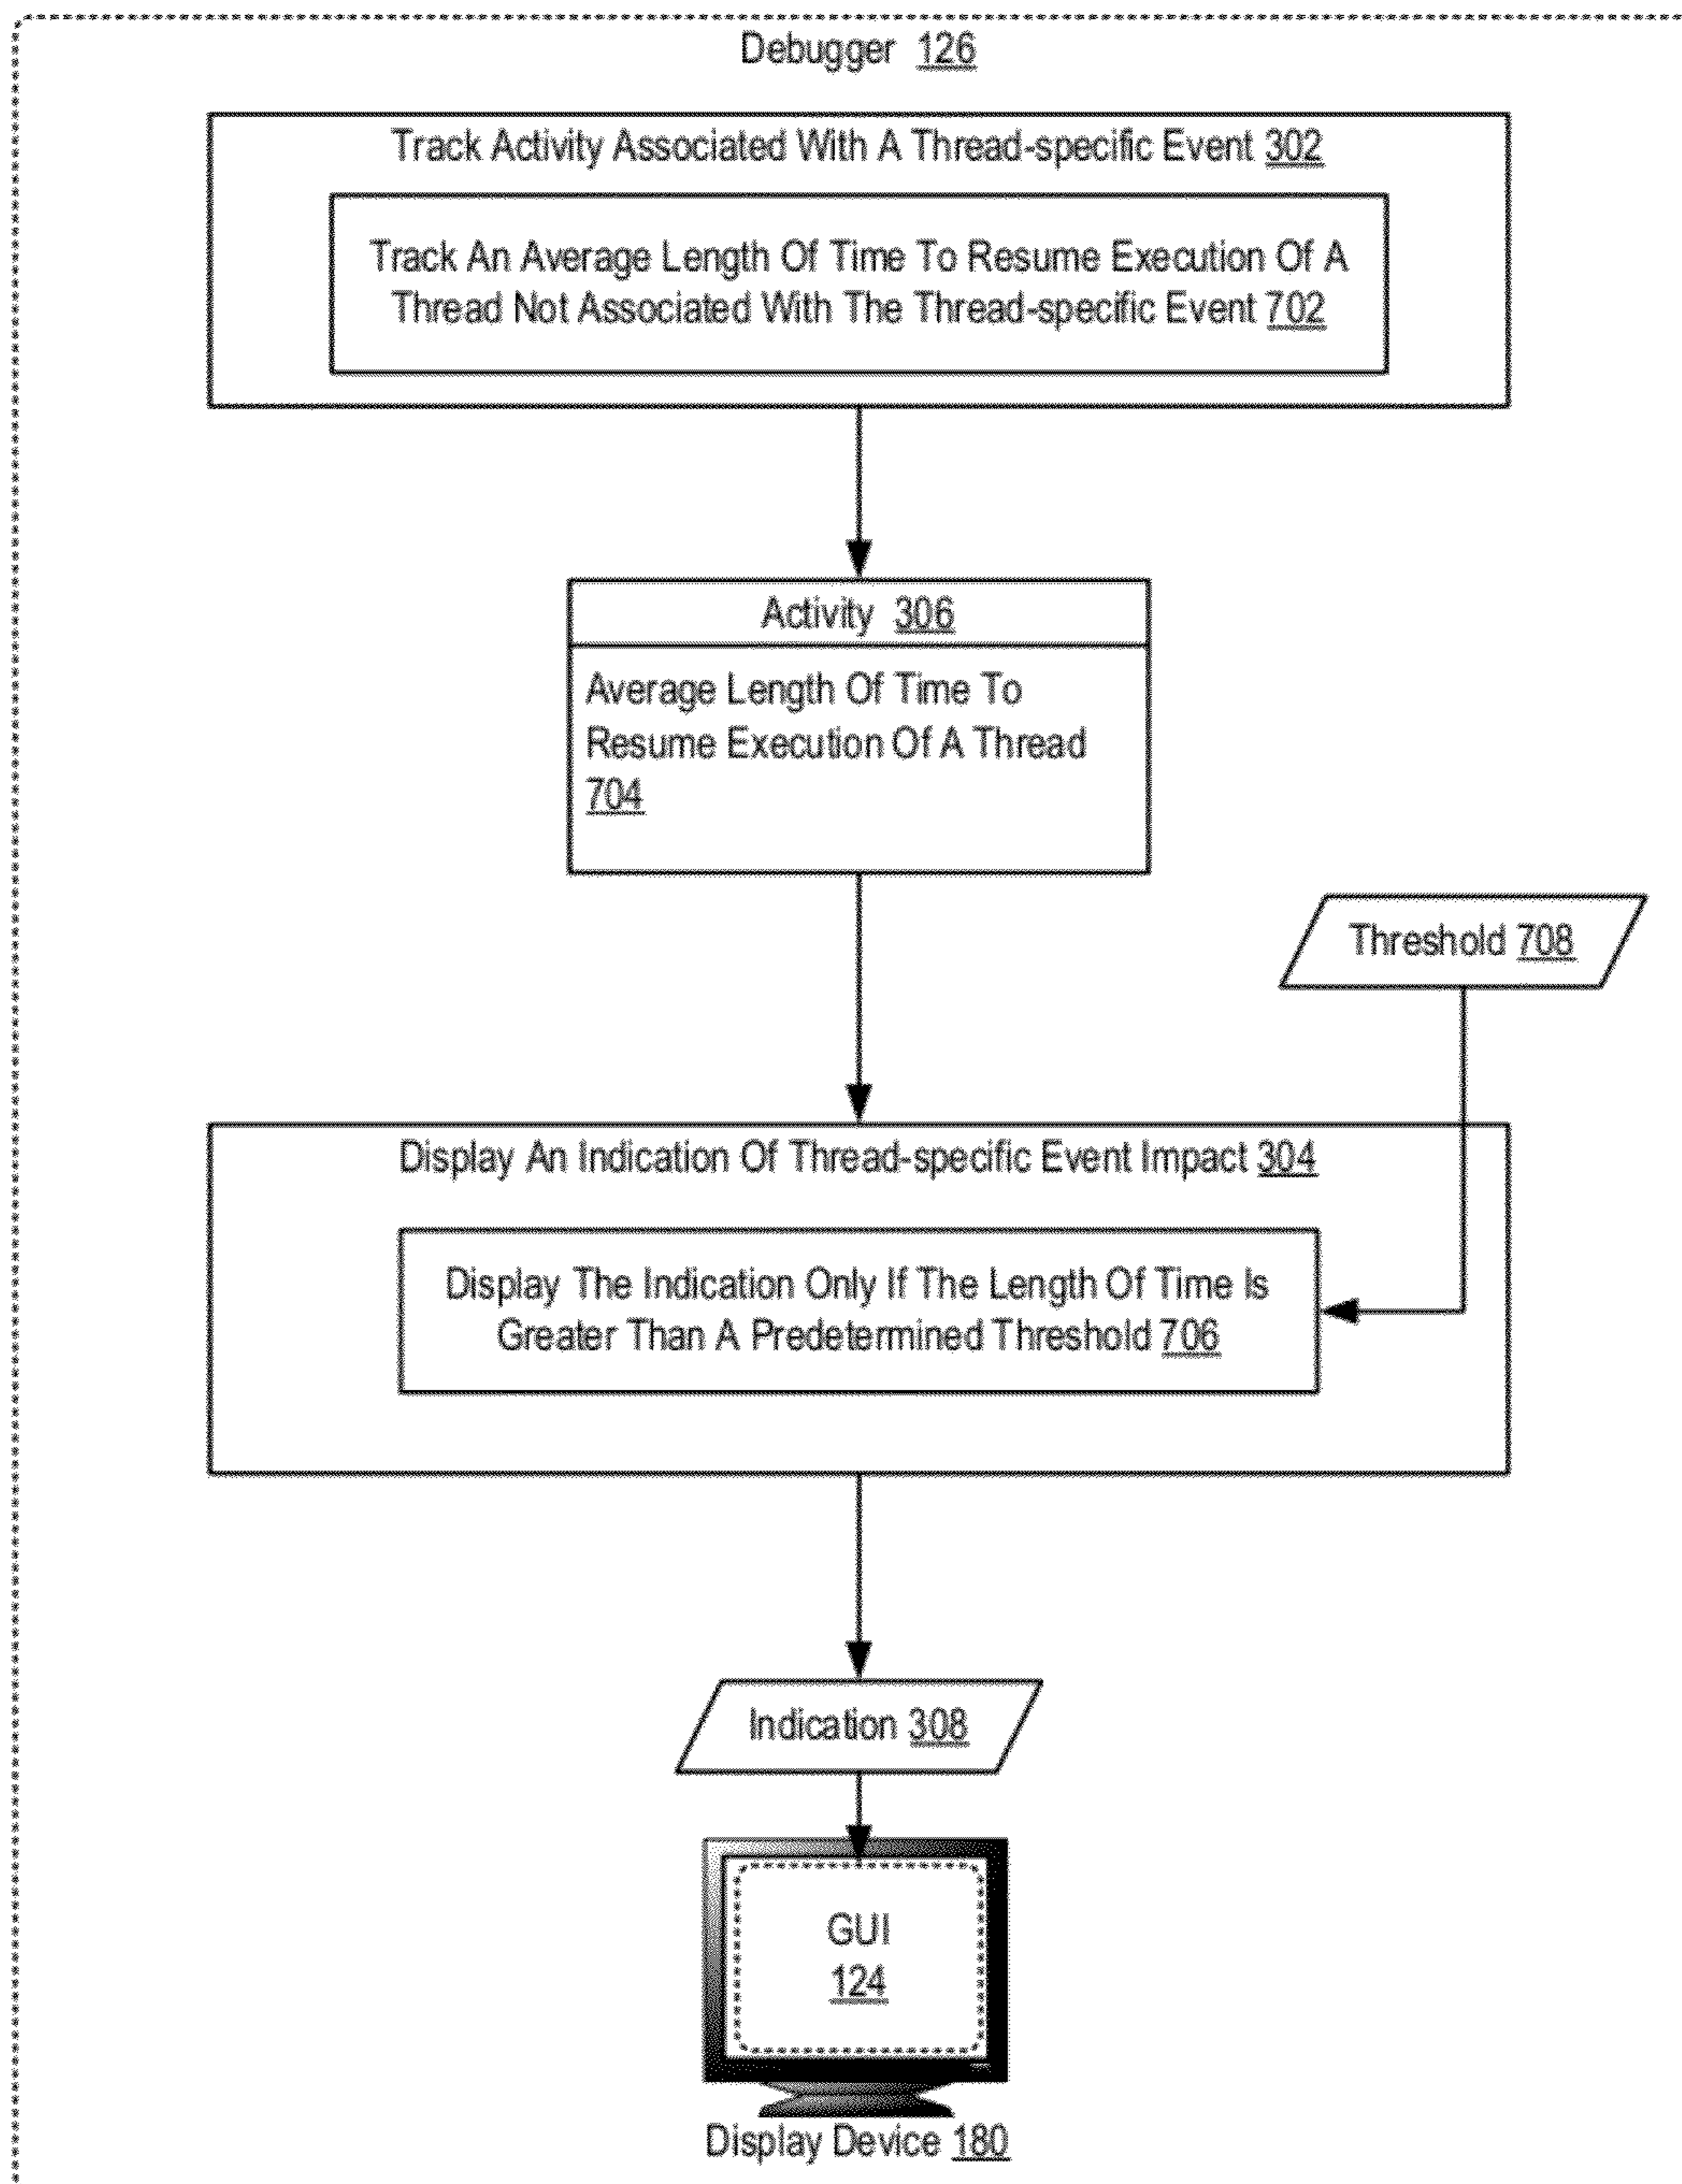 Debugger 126
Track Activity Associated With A Thread-specific Event 302
Track An Average Length Of Time To Resume Execution Of A
Thread Not Associated With The Thread-specific Event 702
Activity 306
Average Length Of Time To
Resume Execution Of A Thread
704
Threshold 708
Display An Indication Of Thread-specific Event Impact 304
Display The Indication Only If The Length Of Time Is
Greater Than A Predetermined Threshold 706
Indication 308
GUI
124
Display Device 180